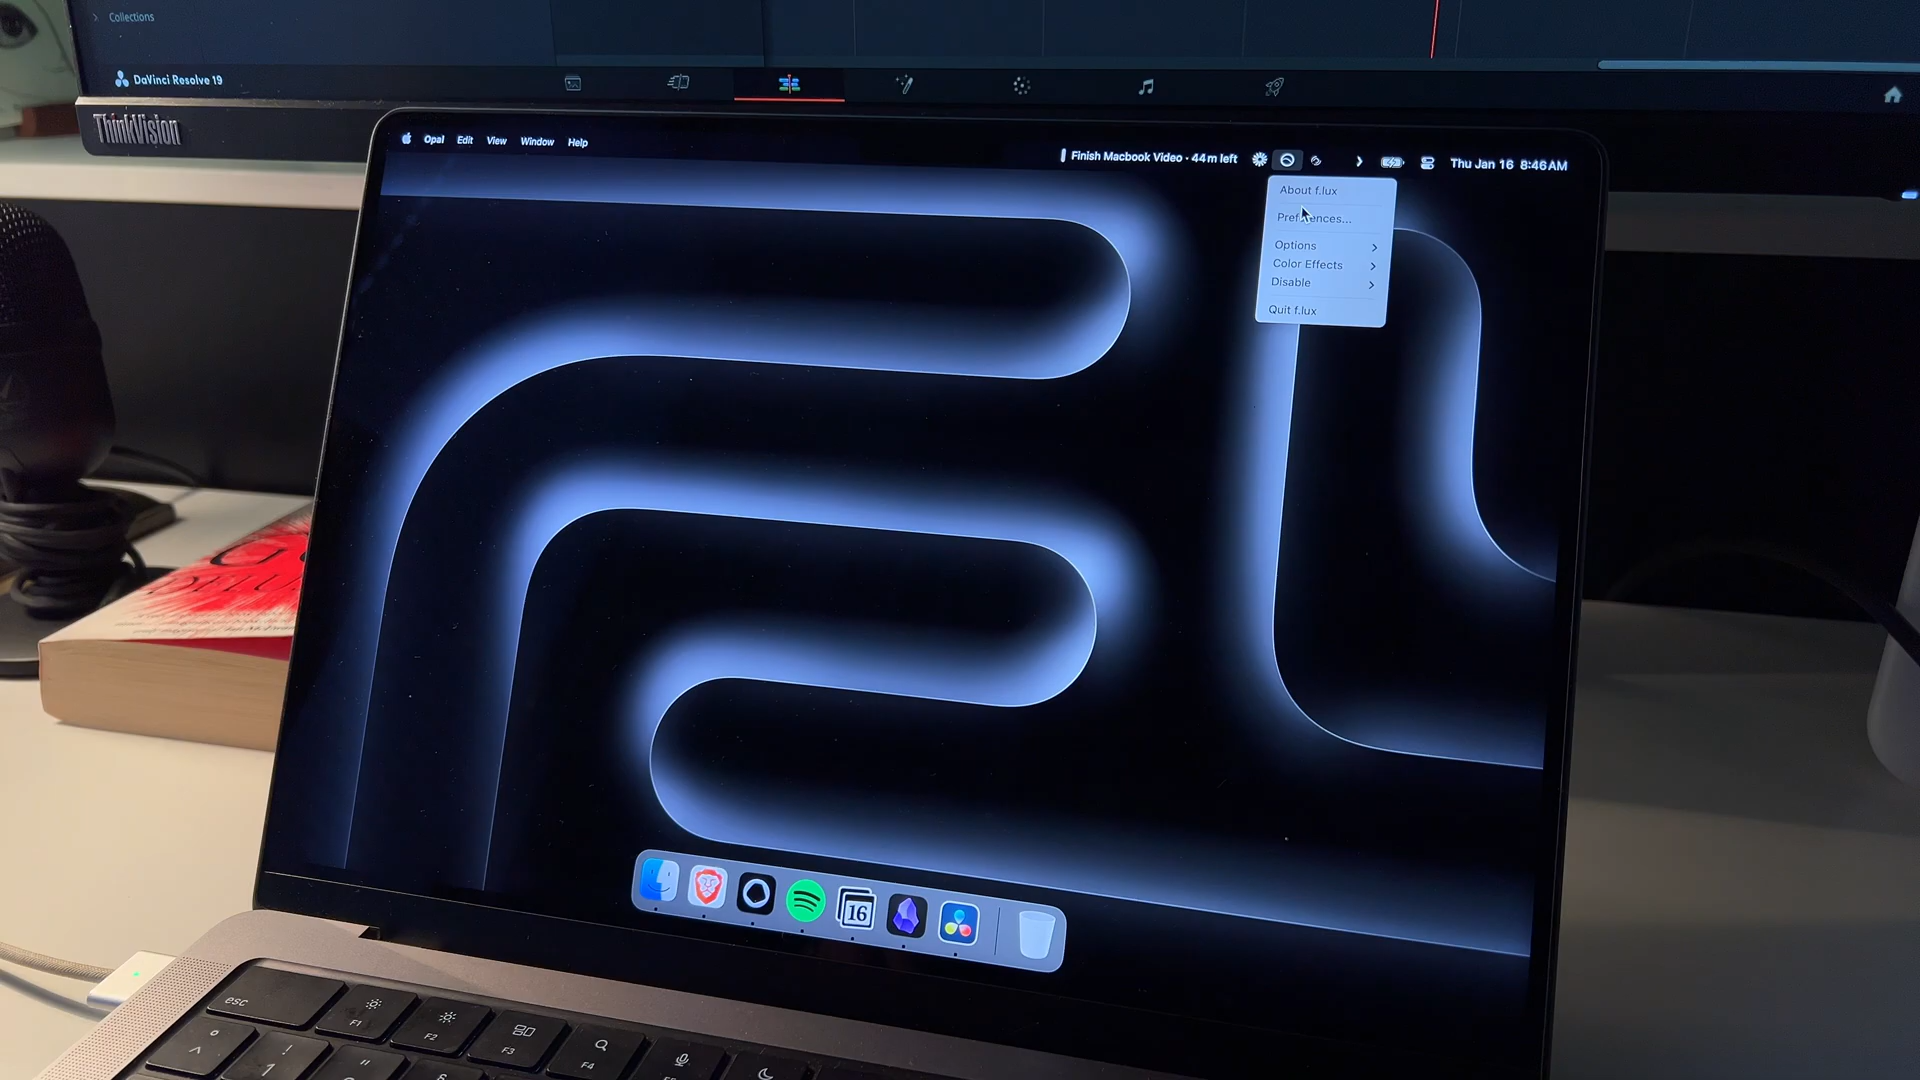 Collections
DaVinci Resolve 19
ThinkVision
Opal Edit View Window Help
Finish Macbook Video · 44m left
Thu Jan 16 8:46AM
About f.lux
Preferences...
Options
Color Effects
Disable
Quit f.lux
16
esc
F1
F2
F3
F4
^
!
1
"